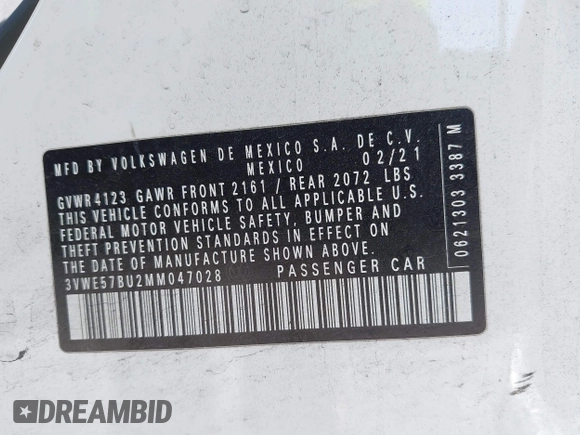 MFD BY VOLKSWAGEN DE MEXICO S.A. DE C.V.
MEXICO 02/21
GVWR 4123 GAWR FRONT 2161 / REAR 2072 LBS
THIS VEHICLE CONFORMS TO ALL APPLICABLE U.S.
FEDERAL MOTOR VEHICLE SAFETY, BUMPER AND
THEFT PREVENTION STANDARDS IN EFFECT ON
THE DATE OF MANUFACTURE SHOWN ABOVE.
3VWE57BU2MM047028 PASSENGER CAR
0621303 3387 M
DREAMBID